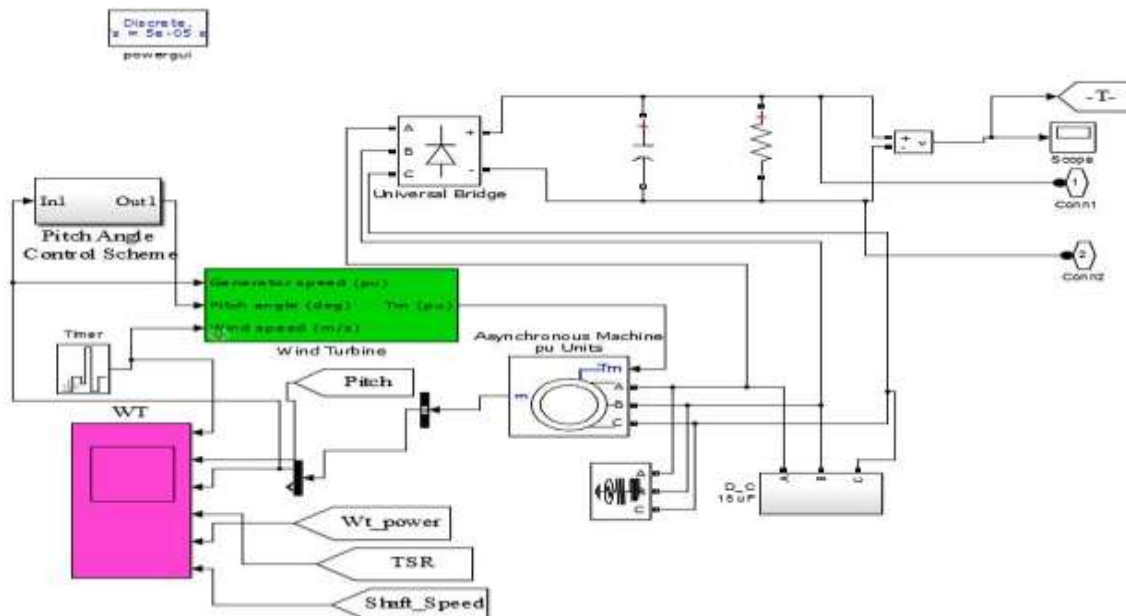 Discrete,
s = 5e-05 s
powergui
A
B
C
+
-
Universal Bridge
+
-
v
-T-
Scope
1
Conn1
2
Conn2
In1
Out1
Pitch Angle
Control Scheme
Generator speed (pu)
Pitch angle (deg)
Tm (pu)
Wind speed (m/s)
Wind Turbine
Timer
Asynchronous Machine
pu Units
Tm
m
A
B
C
Pitch
WT
A
C
A
B
C
D_C
15 uF
Wt_power
TSR
Shaft_Speed